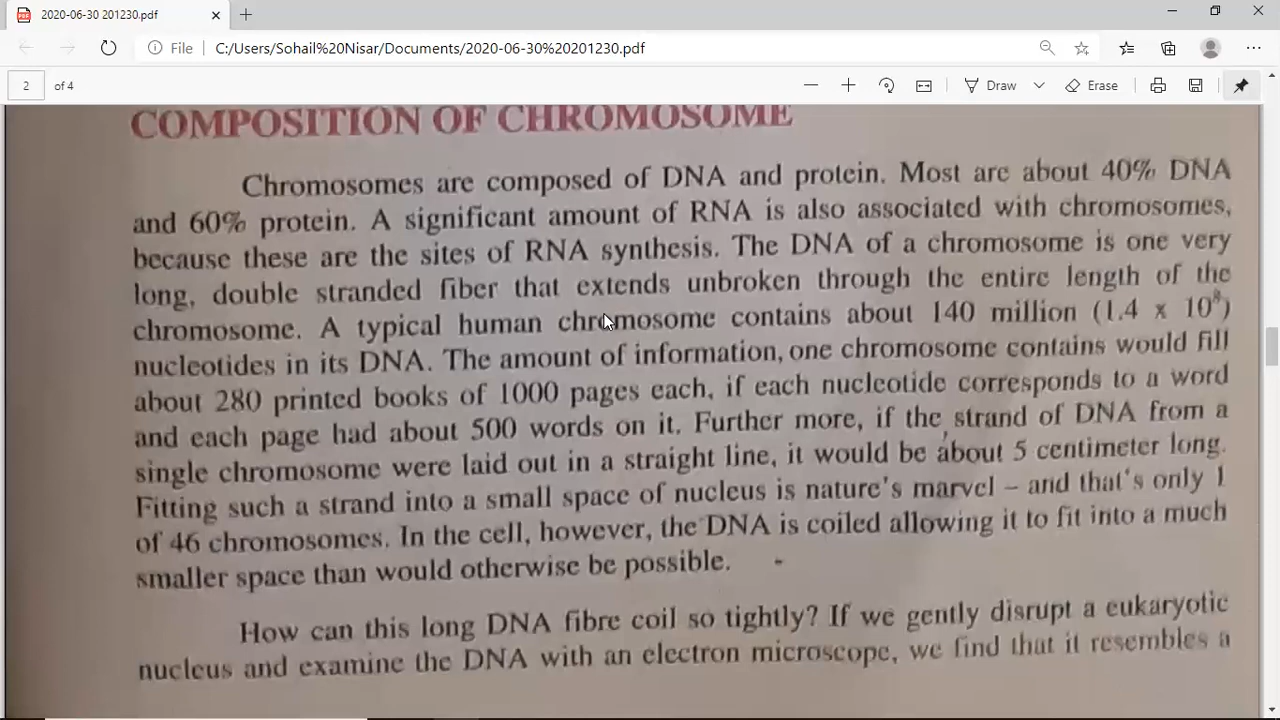 2020-06-30 201230.pdf
File C:/Users/Sohail%20Nisar/Documents/2020-06-30%20201230.pdf
2 of 4 Draw Erase
COMPOSITION OF CHROMOSOME
Chromosomes are composed of DNA and protein. Most are about 40% DNA
and 60% protein. A significant amount of RNA is also associated with chromosomes,
because these are the sites of RNA synthesis. The DNA of a chromosome is one very
long, double stranded fiber that extends unbroken through the entire length of the
chromosome. A typical human chromosome contains about 140 million (1.4 x 10⁸)
nucleotides in its DNA. The amount of information, one chromosome contains would fill
about 280 printed books of 1000 pages each, if each nucleotide corresponds to a word
and each page had about 500 words on it. Further more, if the strand of DNA from a
single chromosome were laid out in a straight line, it would be about 5 centimeter long.
Fitting such a strand into a small space of nucleus is nature's marvel – and that's only 1
of 46 chromosomes. In the cell, however, the DNA is coiled allowing it to fit into a much
smaller space than would otherwise be possible.
How can this long DNA fibre coil so tightly? If we gently disrupt a eukaryotic
nucleus and examine the DNA with an electron microscope, we find that it resembles a